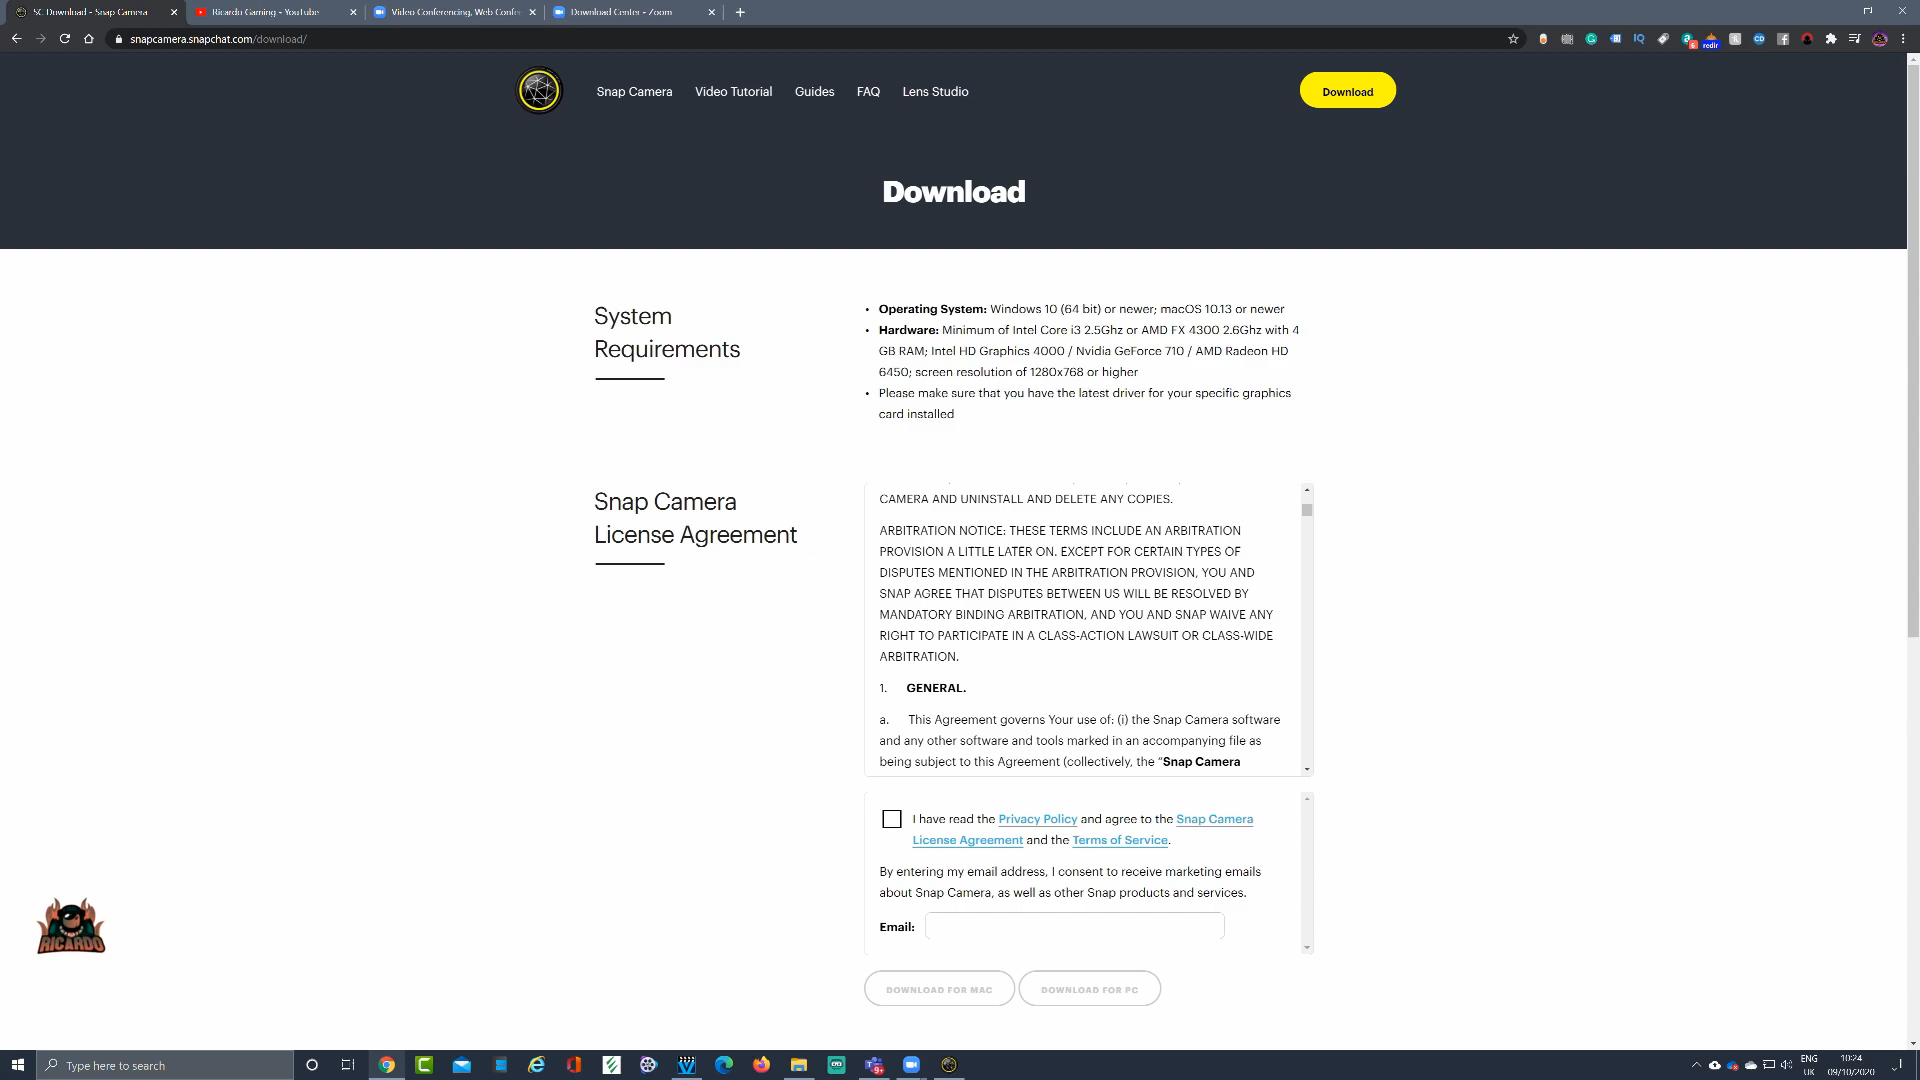 SC Download - Snap Camera
Ricardo Gaming - YouTube
Video Conferencing, Web Confe
Download Center - Zoom
snapcamera.snapchat.com/download/
redir
Snap Camera
Video Tutorial
Guides
FAQ
Lens Studio
Download
Download
System
Requirements
• Operating System: Windows 10 (64 bit) or newer; macOS 10.13 or newer
• Hardware: Minimum of Intel Core i3 2.5Ghz or AMD FX 4300 2.6Ghz with 4
GB RAM; Intel HD Graphics 4000 / Nvidia GeForce 710 / AMD Radeon HD
6450; screen resolution of 1280x768 or higher
• Please make sure that you have the latest driver for your specific graphics
card installed
Snap Camera
License Agreement
CAMERA AND UNINSTALL AND DELETE ANY COPIES.
ARBITRATION NOTICE: THESE TERMS INCLUDE AN ARBITRATION
PROVISION A LITTLE LATER ON. EXCEPT FOR CERTAIN TYPES OF
DISPUTES MENTIONED IN THE ARBITRATION PROVISION, YOU AND
SNAP AGREE THAT DISPUTES BETWEEN US WILL BE RESOLVED BY
MANDATORY BINDING ARBITRATION, AND YOU AND SNAP WAIVE ANY
RIGHT TO PARTICIPATE IN A CLASS-ACTION LAWSUIT OR CLASS-WIDE
ARBITRATION.
1. GENERAL.
a. This Agreement governs Your use of: (i) the Snap Camera software
and any other software and tools marked in an accompanying file as
being subject to this Agreement (collectively, the “Snap Camera
I have read the Privacy Policy and agree to the Snap Camera
License Agreement and the Terms of Service.
By entering my email address, I consent to receive marketing emails
about Snap Camera, as well as other Snap products and services.
Email:
DOWNLOAD FOR MAC
DOWNLOAD FOR PC
RICARDO
Type here to search
9+
ENG
UK
10:24
09/10/2020